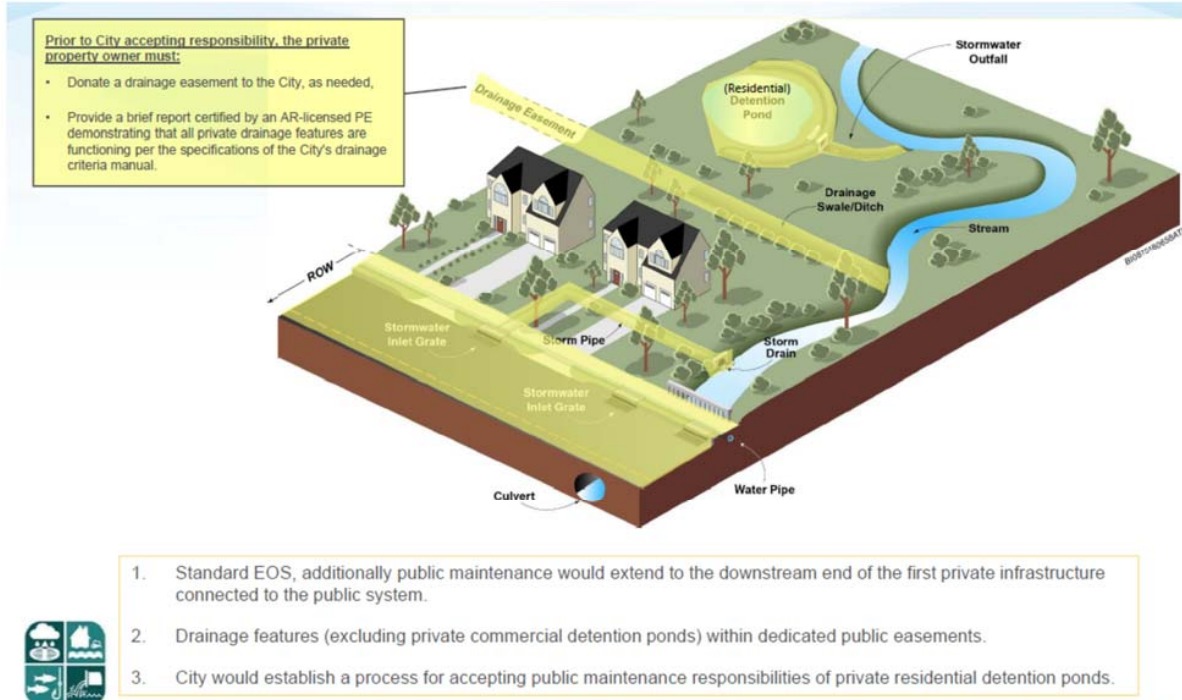 Prior to City accepting responsibility, the private
property owner must:
• Donate a drainage easement to the City, as needed,
• Provide a brief report certified by an AR-licensed PE
demonstrating that all private drainage features are
functioning per the specifications of the City's drainage
criteria manual.
Stormwater
Outfall
(Residential)
Detention
Pond
Drainage Easement
Drainage
Swale/Ditch
Stream
ROW
Stormwater
Inlet Grate
Storm Pipe
Storm
Drain
Stormwater
Inlet Grate
Culvert
Water Pipe
1. Standard EOS, additionally public maintenance would extend to the downstream end of the first private infrastructure
connected to the public system.
2. Drainage features (excluding private commercial detention ponds) within dedicated public easements.
3. City would establish a process for accepting public maintenance responsibilities of private residential detention ponds.